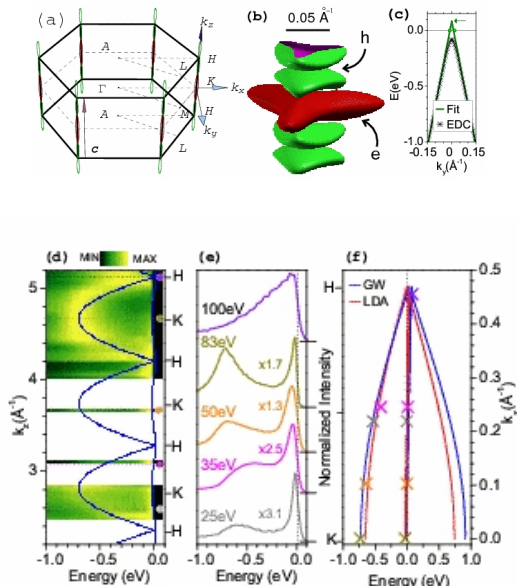 (a)
k_z
A
L
H
K
k_x
Γ
A
M
H
k_y
c
L
(b)
0.05 Å⁻¹
h
e
(c)
0.0
-0.5
-1.0
E(eV)
Fit
EDC
-0.15
0.15
k_y(Å⁻¹)
(d)
MIN
MAX
5
4
3
k_z(Å⁻¹)
H
K
H
K
H
K
H
-1.0
-0.5
0.0
Energy (eV)
(e)
100eV
83eV
x1.7
50eV
x1.3
35eV
x2.5
25eV
x3.1
Normalized Intensity
-1.0
-0.5
0.0
Energy (eV)
(f)
H
K
GW
LDA
0.5
0.4
0.3
0.2
0.1
0.0
-1.0
-0.5
0.0
0.5
1.0
Energy (eV)